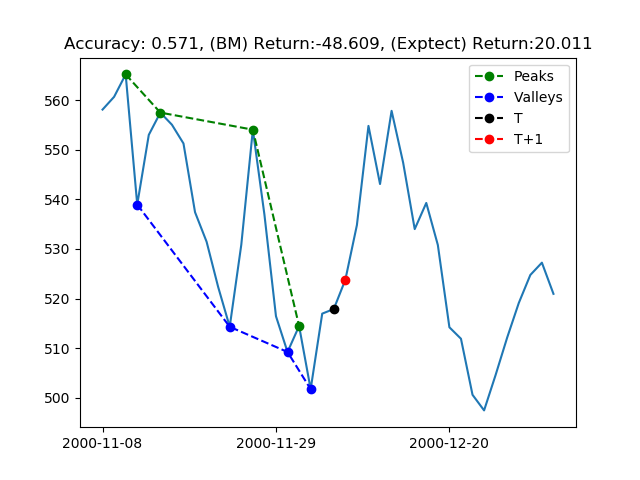 Accuracy: 0.571, (BM) Return:-48.609, (Exptect) Return:20.011
Peaks
Valleys
T
T+1
560
550
540
530
520
510
500
2000-11-08
2000-11-29
2000-12-20